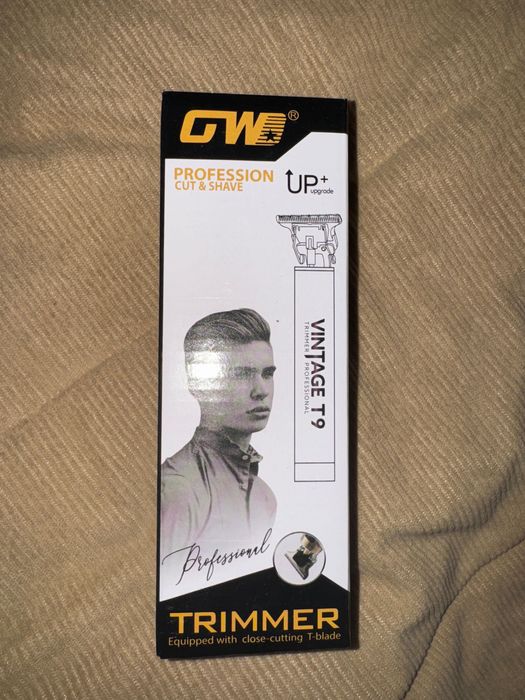 GW®
PROFESSION
CUT & SHAVE
UP+
upgrade
VINTAGE T9
TRIMMER PROFESSIONAL
Professional
TRIMMER
Equipped with close-cutting T-blade